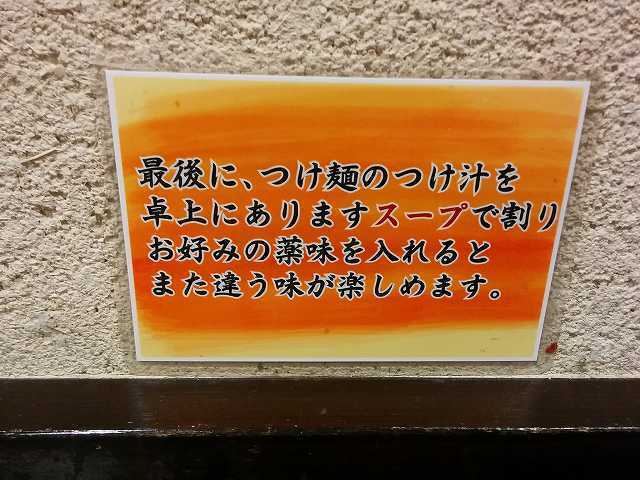 最後に、つけ麺のつけ汁を
卓上にありますスープで割り
お好みの薬味を入れると
また違う味が楽しめます。